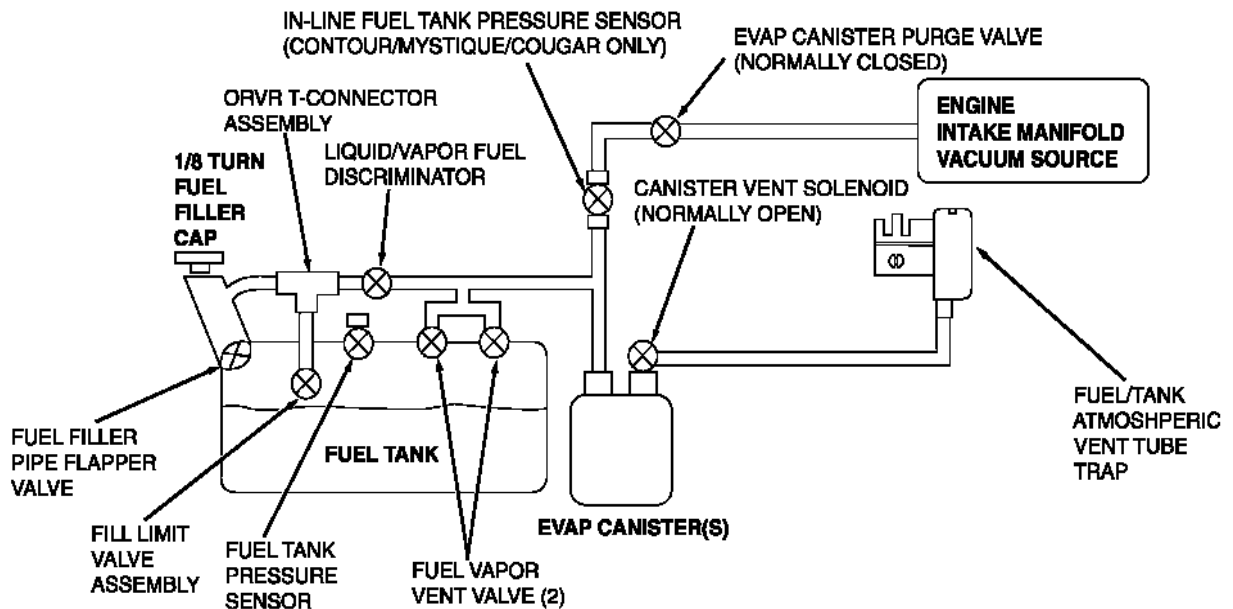 IN-LINE FUEL TANK PRESSURE SENSOR
(CONTOUR/MYSTIQUE/COUGAR ONLY)
EVAP CANISTER PURGE VALVE
(NORMALLY CLOSED)
ORVR T-CONNECTOR
ASSEMBLY
ENGINE
INTAKE MANIFOLD
VACUUM SOURCE
1/8 TURN
FUEL
FILLER
CAP
LIQUID/VAPOR FUEL
DISCRIMINATOR
CANISTER VENT SOLENOID
(NORMALLY OPEN)
FUEL/TANK
ATMOSHPERIC
VENT TUBE
TRAP
FUEL FILLER
PIPE FLAPPER
VALVE
FUEL TANK
EVAP CANISTER(S)
FILL LIMIT
VALVE
ASSEMBLY
FUEL TANK
PRESSURE
SENSOR
FUEL VAPOR
VENT VALVE (2)